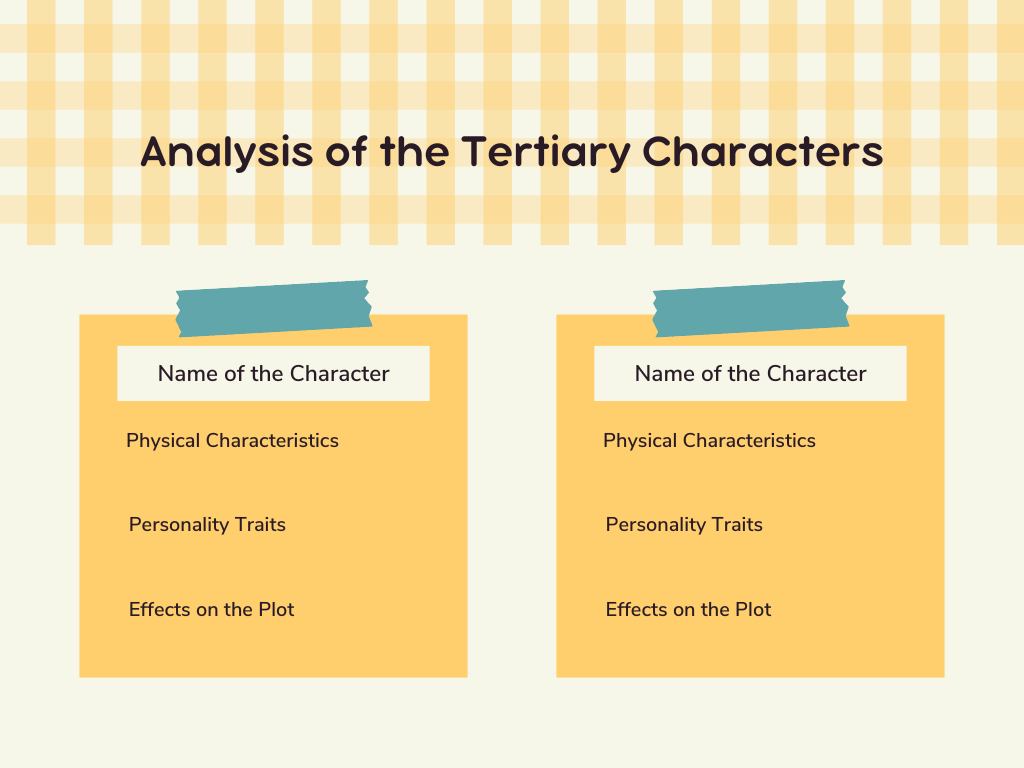 Analysis of the Tertiary Characters
Name of the Character
Physical Characteristics
Personality Traits
Effects on the Plot
Name of the Character
Physical Characteristics
Personality Traits
Effects on the Plot